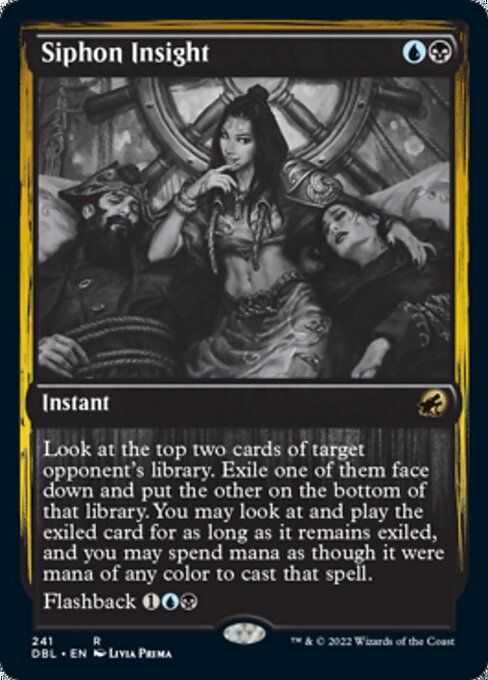 Siphon Insight
Instant
Look at the top two cards of target
opponent's library. Exile one of them face
down and put the other on the bottom of
that library. You may look at and play the
exiled card for as long as it remains exiled,
and you may spend mana as though it were
mana of any color to cast that spell.
Flashback 1
241 R
DBL • EN LIVIA PRIMA
™ & © 2022 Wizards of the Coast